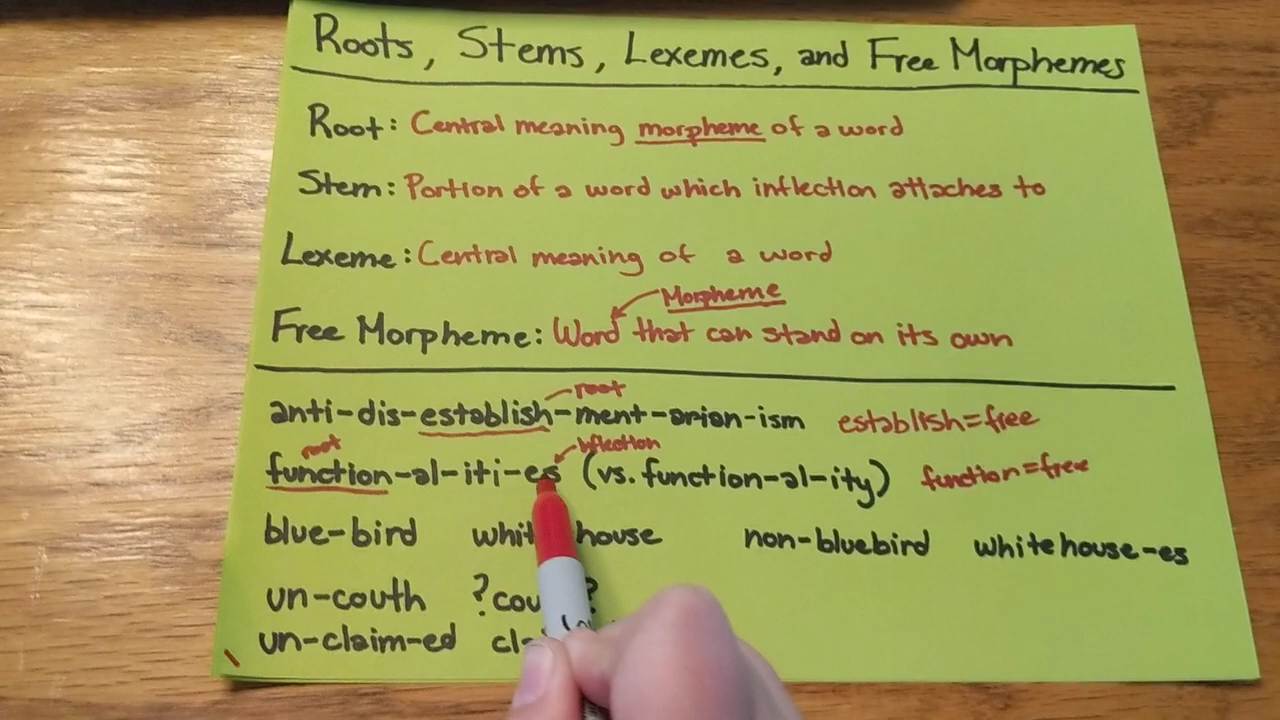 Roots, Stems, Lexemes, and Free Morphemes
Root: Central meaning morpheme of a word
Stem: Portion of a word which inflection attaches to
Lexeme: Central meaning of a word
Morpheme
Free Morpheme: Word that can stand on its own
root
anti-dis-establish-ment-arian-ism establish=free
root inflection
function-al-iti-es (vs. function-al-ity) function=free
blue-bird house non-bluebird whitehouse-es
un-couth
un-claim-ed